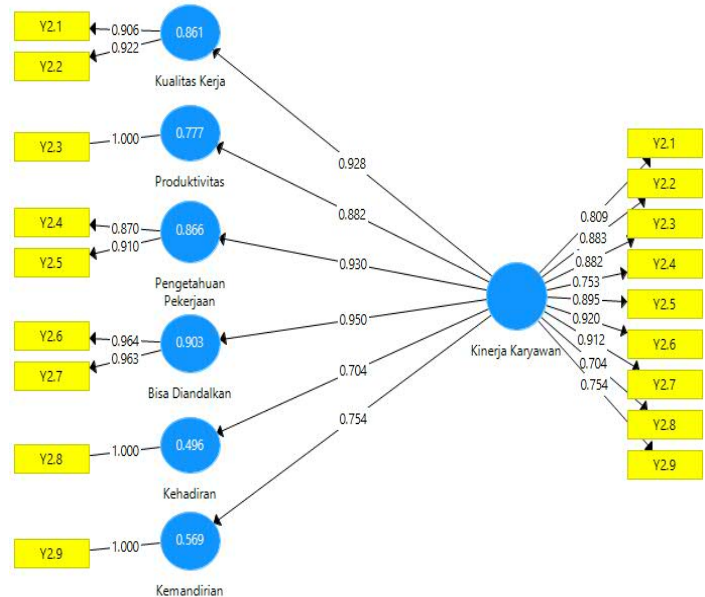 Y2.1
0.906
0.922
Y2.2
0.861
Kualitas Kerja
Y2.3
1.000
0.777
Produktivitas
Y2.4
0.870
0.910
Y2.5
0.866
Pengetahuan
Pekerjaan
Y2.6
0.964
0.963
Y2.7
0.903
Bisa Diandalkan
Y2.8
1.000
0.496
Kehadiran
Y2.9
1.000
0.569
Kemandirian
0.928
0.882
0.930
0.950
0.704
0.754
Kinerja Karyawan
0.809
0.883
0.882
0.753
0.895
0.920
0.912
0.704
0.754
Y2.1
Y2.2
Y2.3
Y2.4
Y2.5
Y2.6
Y2.7
Y2.8
Y2.9